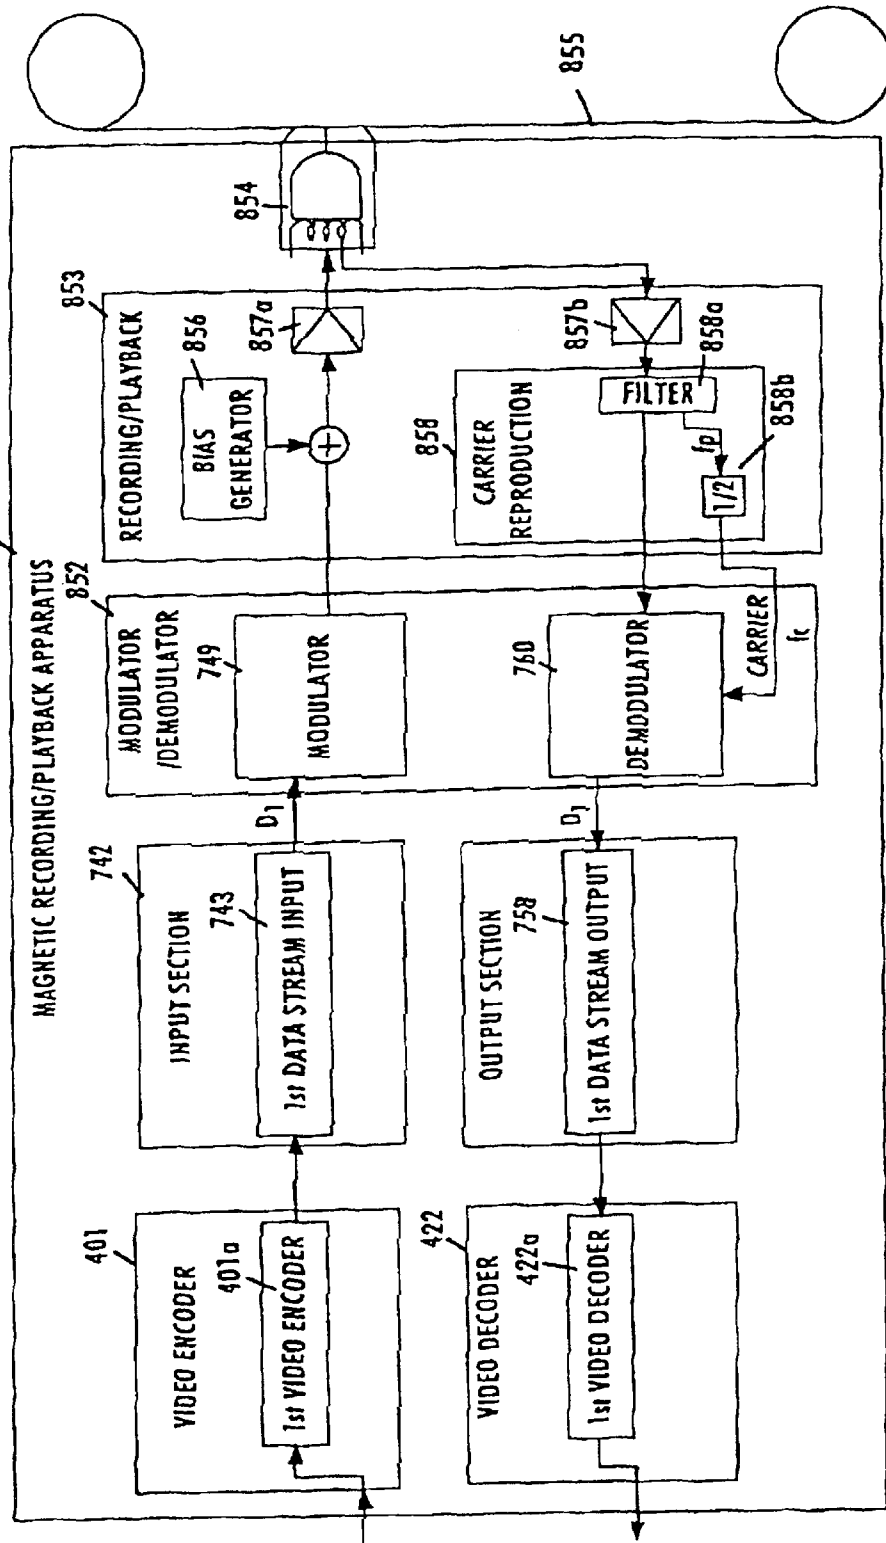 MAGNETIC RECORDING/PLAYBACK APPARATUS
401
VIDEO ENCODER
401a
1st VIDEO ENCODER
742
INPUT SECTION
743
1st DATA STREAM INPUT
D1
852
MODULATOR
/DEMODULATOR
749
MODULATOR
853
RECORDING/PLAYBACK
856
BIAS
GENERATOR
857a
854
855
422
VIDEO DECODER
422a
1st VIDEO DECODER
OUTPUT SECTION
758
1st DATA STREAM OUTPUT
D1
760
DEMODULATOR
CARRIER
fc
858
CARRIER
REPRODUCTION
857b
858a
FILTER
fp
858b
1/2